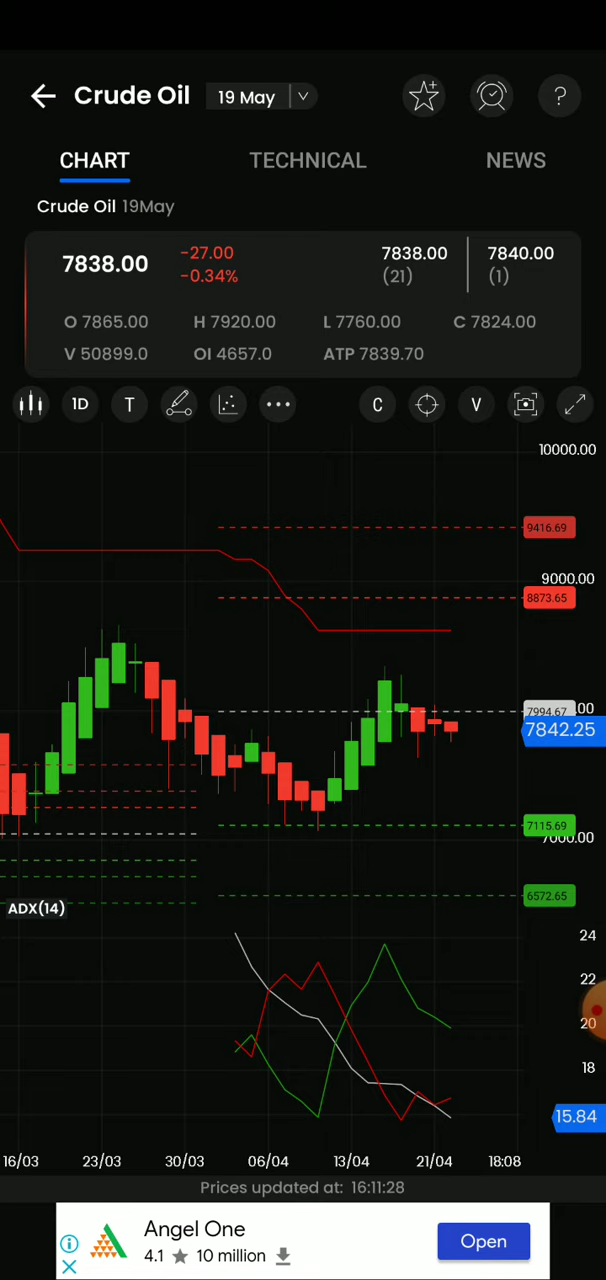 Crude Oil 19 May
CHART TECHNICAL NEWS
Crude Oil 19May
7838.00 -27.00 7838.00 7840.00
-0.34% (21) (1)
O 7865.00 H 7920.00 L 7760.00 C 7824.00
V 50899.0 OI 4657.0 ATP 7839.70
1D T C V
10000.00
9416.69
9000.00
8873.65
7994.67
7842.25
7115.69
6572.65
ADX(14)
24
22
20
18
15.84
16/03 23/03 30/03 06/04 13/04 21/04 18:08
Prices updated at: 16:11:28
Angel One
4.1 ★ 10 million
Open